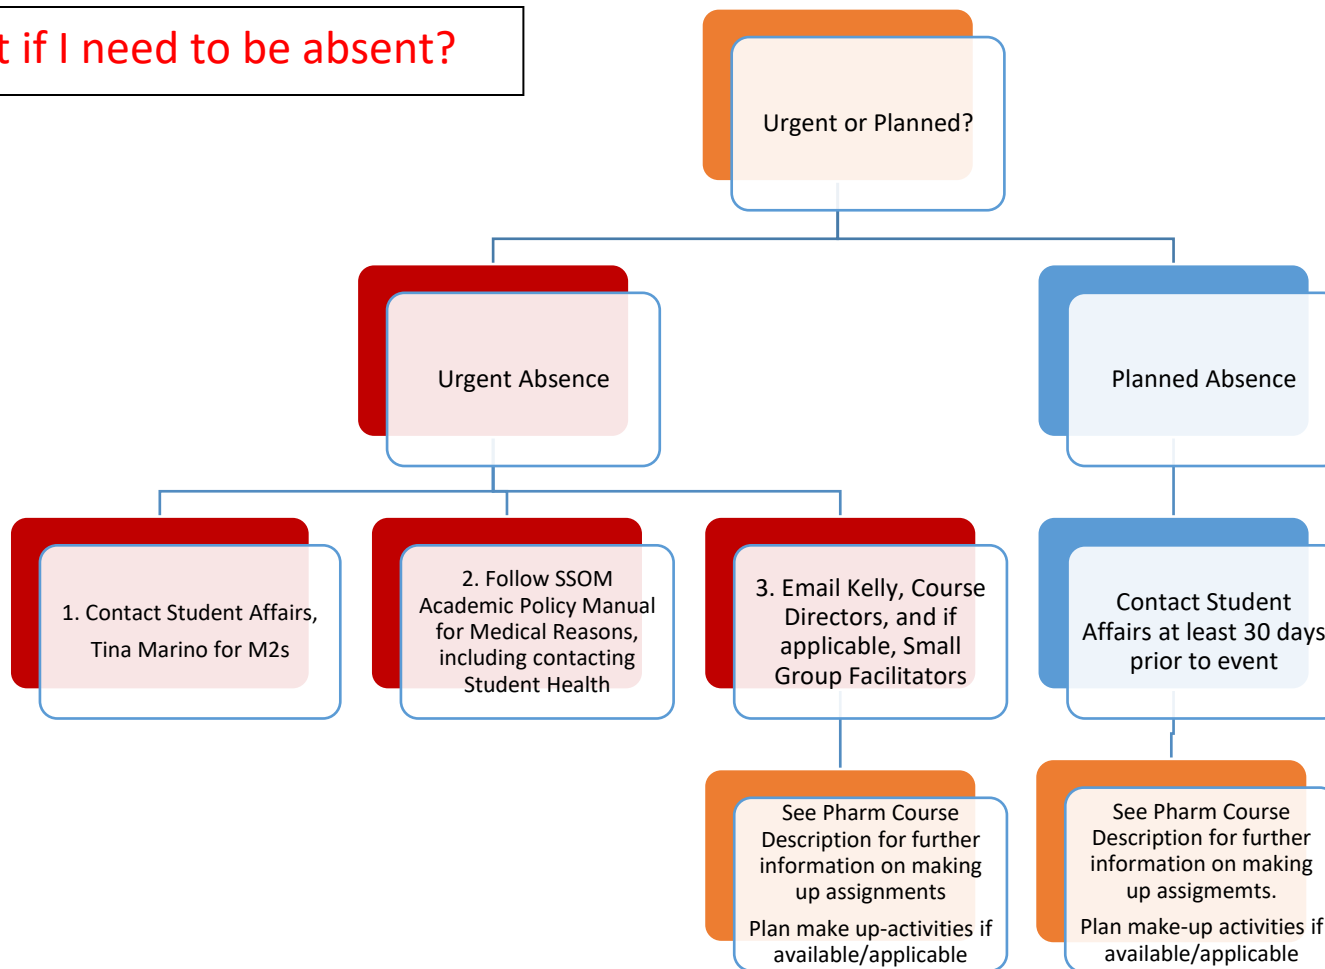 t if I need to be absent?
Urgent or Planned?
Urgent Absence
Planned Absence
1. Contact Student Affairs,
Tina Marino for M2s
2. Follow SSOM
Academic Policy Manual
for Medical Reasons,
including contacting
Student Health
3. Email Kelly, Course
Directors, and if
applicable, Small
Group Facilitators
Contact Student
Affairs at least 30 days
prior to event
See Pharm Course
Description for further
information on making
up assignments
Plan make up-activities if
available/applicable
See Pharm Course
Description for further
information on making
up assigmemts.
Plan make-up activities if
available/applicable